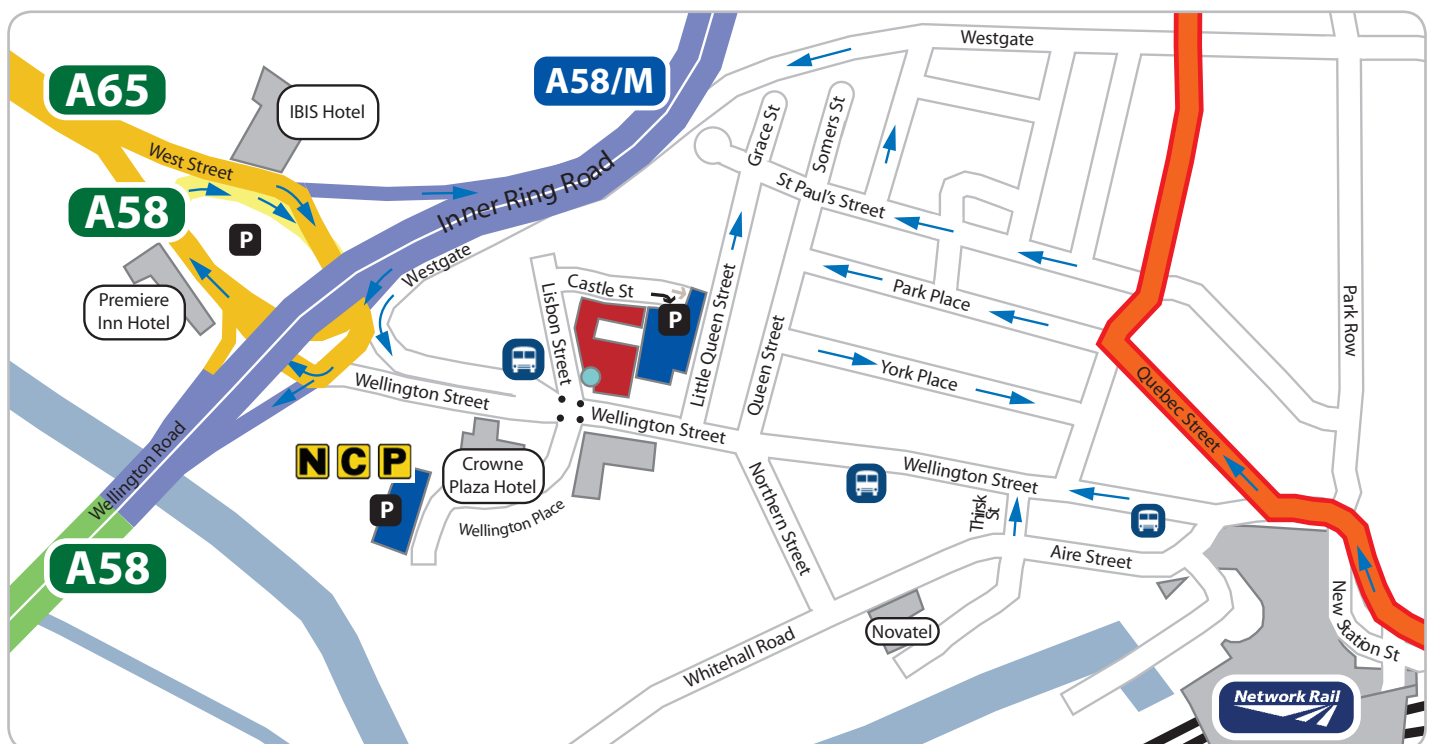 Westgate
A65
A58/M
IBIS Hotel
Grace St
Somers St
West Street
Inner Ring Road
St Paul's Street
A58
P
Westgate
Castle St
Park Place
Premiere
Inn Hotel
Lisbon Street
P
Little Queen Street
Queen Street
Park Row
York Place
Wellington Street
Wellington Street
Quebec Street
Wellington Road
NCP
Crowne
Plaza Hotel
Wellington Street
P
Wellington Place
Northern Street
Thirsk
St
Aire Street
A58
New Station St
Novatel
Whitehall Road
Network Rail